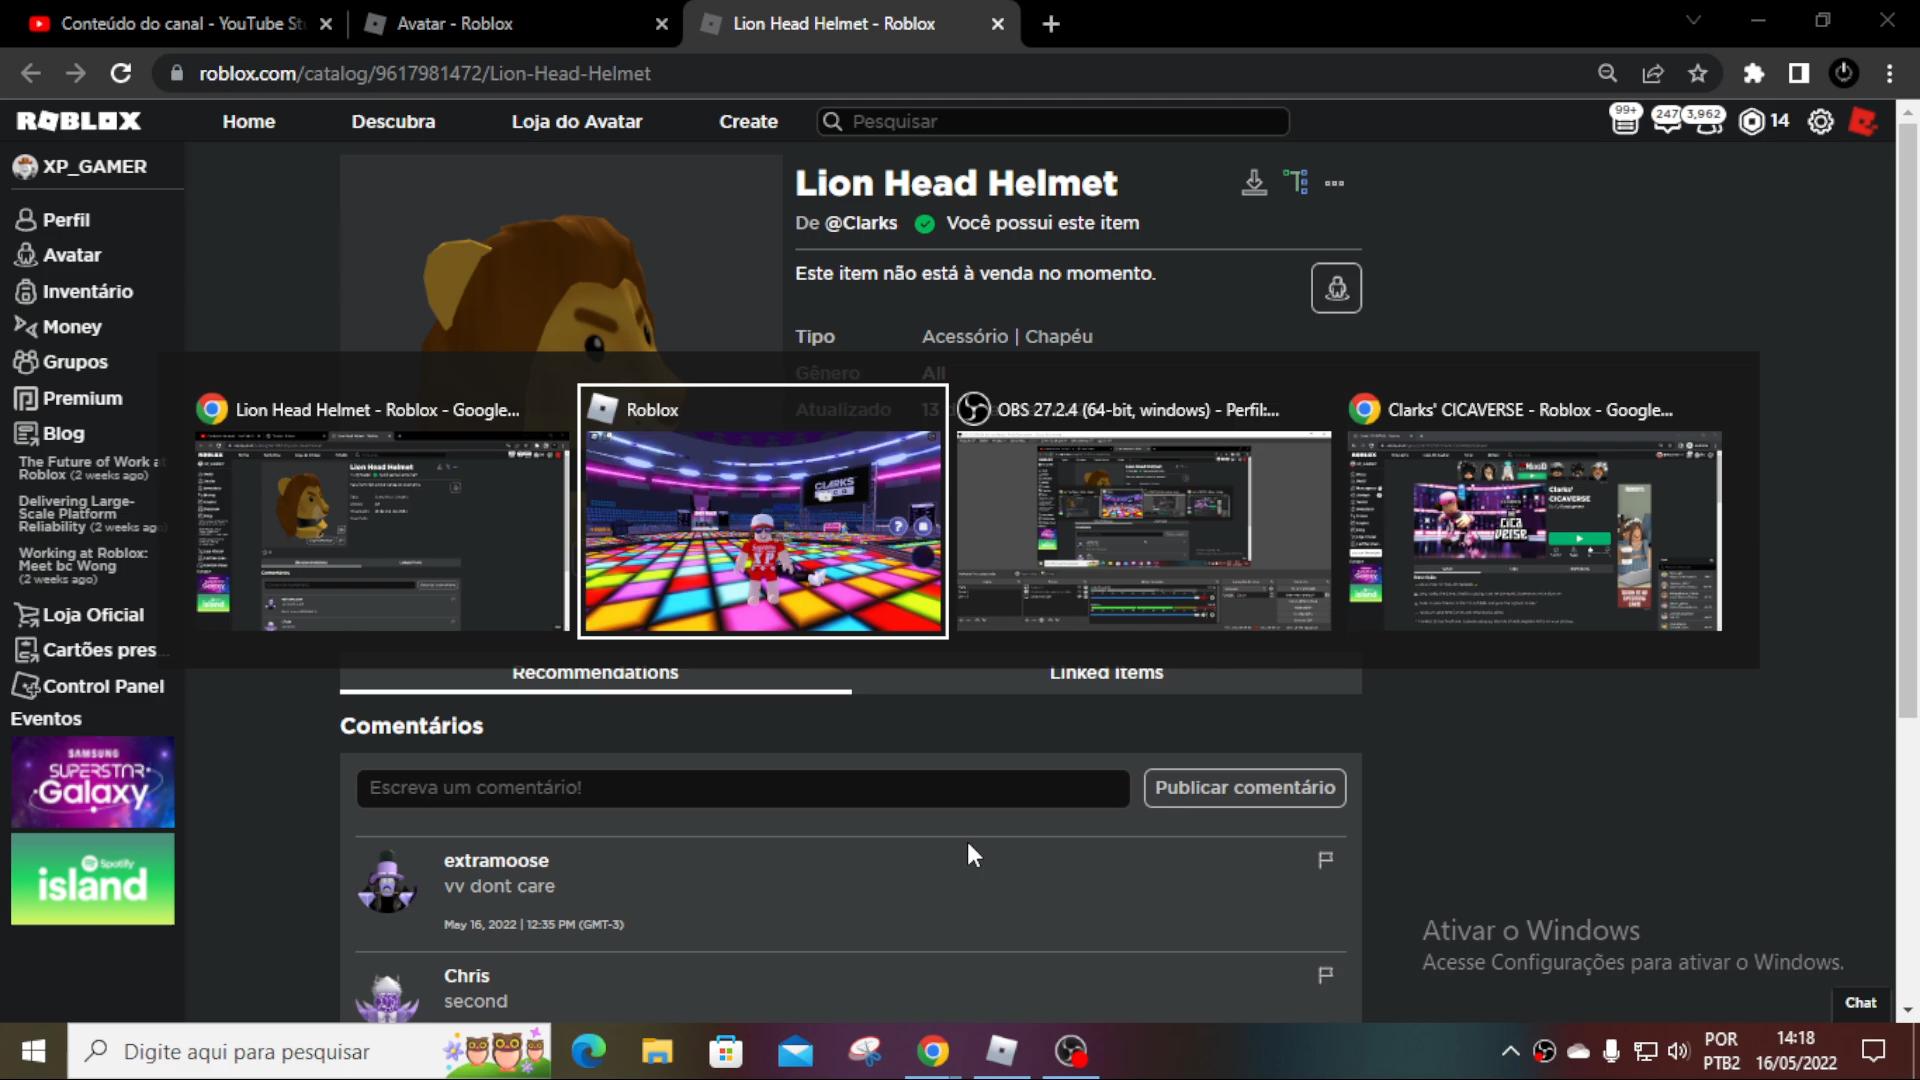 Conteúdo do canal - YouTube St
Avatar - Roblox
Lion Head Helmet - Roblox
roblox.com/catalog/9617981472/Lion-Head-Helmet
ROBLOX
Home
Descubra
Loja do Avatar
Create
Pesquisar
99+
247
3,962
14
XP_GAMER
Perfil
Avatar
Inventário
Money
Grupos
Premium
Blog
The Future of Work at
Roblox (2 weeks ago)
Delivering Large-
Scale Platform
Reliability (2 weeks ago)
Working at Roblox:
Meet bc Wong
(2 weeks ago)
Loja Oficial
Cartões pres...
Control Panel
Eventos
SAMSUNG
SUPERSTAR
Galaxy
Spotify
island
Lion Head Helmet
De @Clarks
Você possui este item
Este item não está à venda no momento.
Tipo
Acessório | Chapéu
Gênero
All
Atualizado
13 d
Lion Head Helmet - Roblox - Google...
Roblox
OBS 27.2.4 (64-bit, windows) - Perfil:...
Clarks' CICAVERSE - Roblox - Google...
CLARKS'
CICA
VERSE
Recommendations
Linked Items
Comentários
Escreva um comentário!
Publicar comentário
extramoose
vv dont care
May 16, 2022 | 12:35 PM (GMT-3)
Chris
second
Ativar o Windows
Acesse Configurações para ativar o Windows.
Chat
Digite aqui para pesquisar
POR
PTB2
14:18
16/05/2022